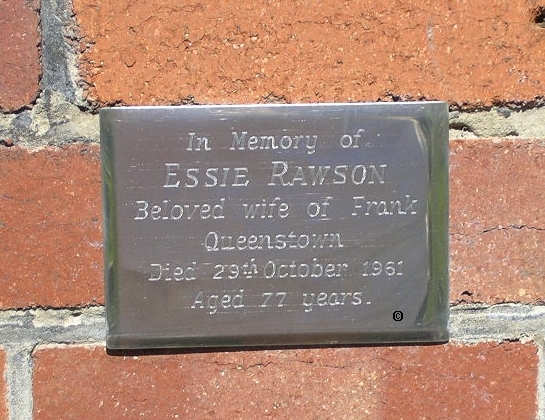 In Memory of
ESSIE RAWSON
Beloved wife of Frank
Queenstown
Died 29th October 1961
Aged 77 years.
©